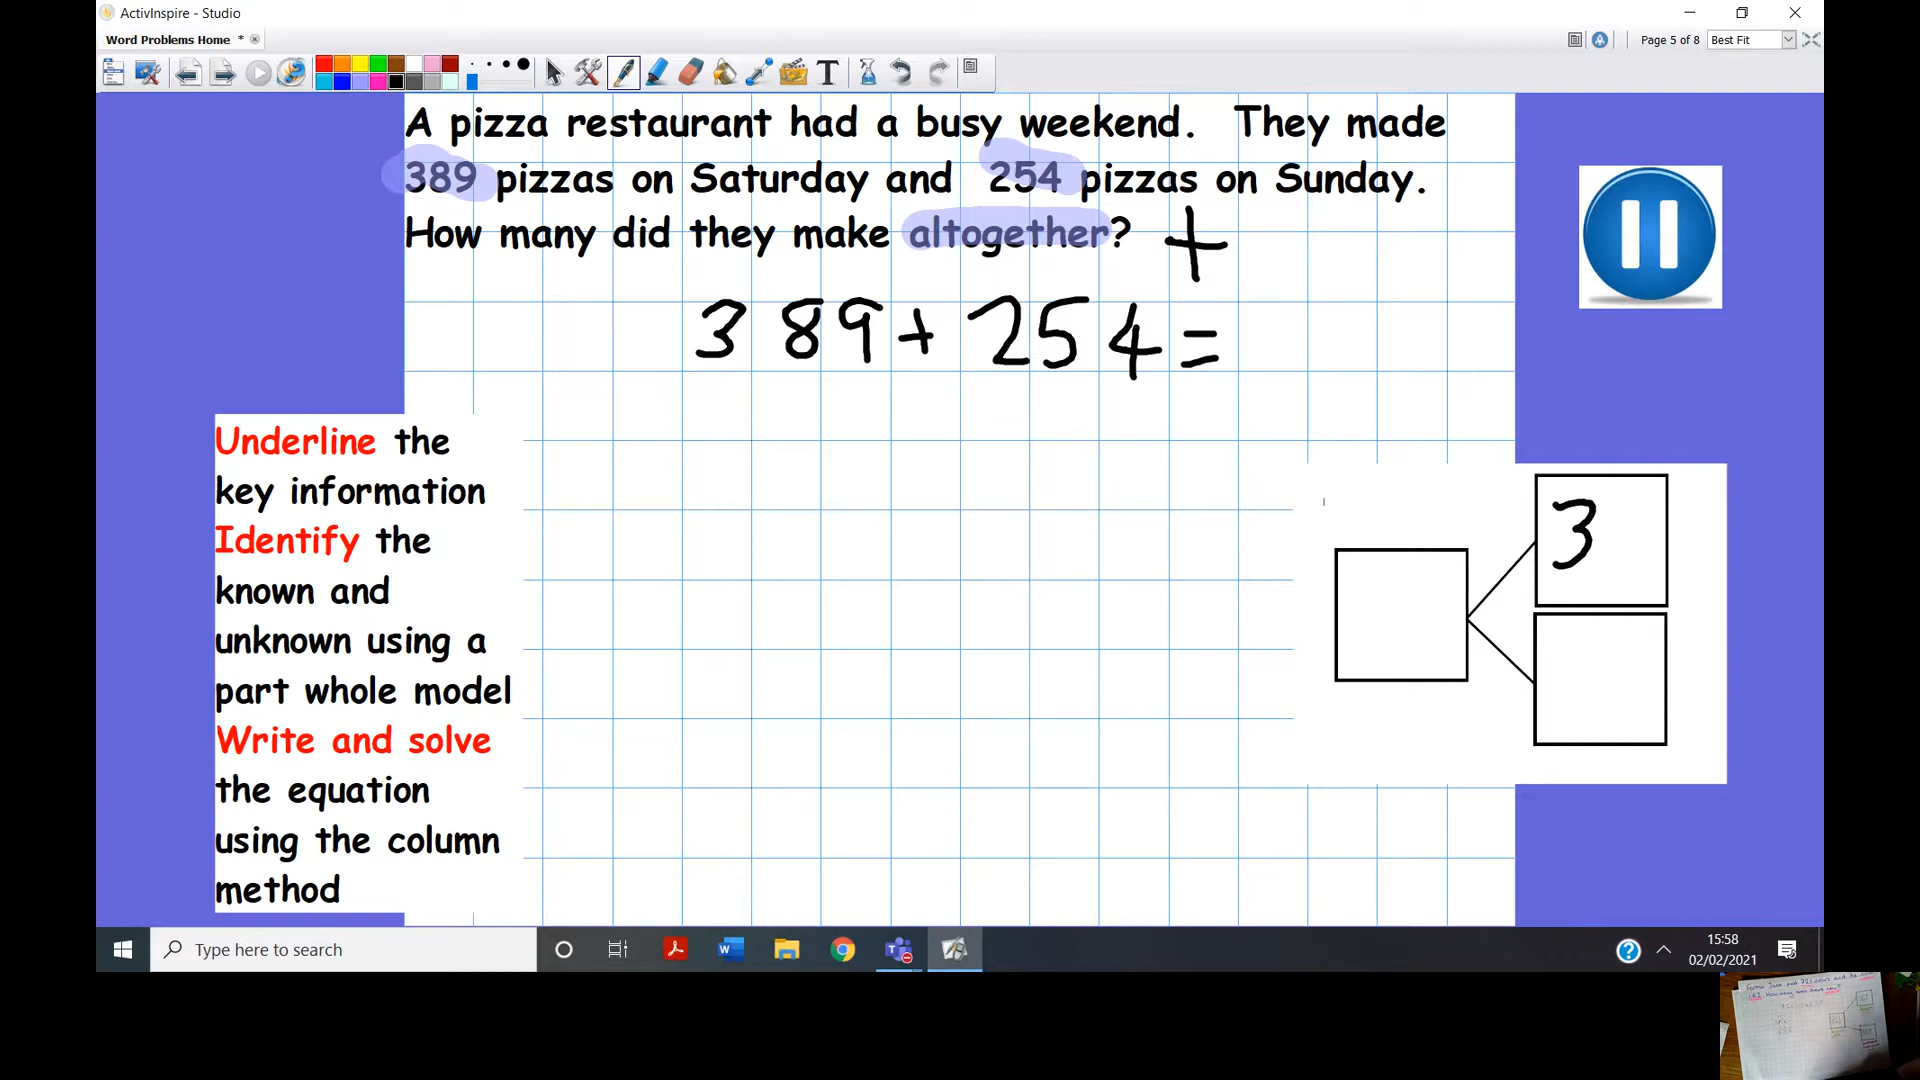 ActivInspire - Studio
Word Problems Home *
Page 5 of 8
Best Fit
A pizza restaurant had a busy weekend. They made
389 pizzas on Saturday and 254 pizzas on Sunday.
How many did they make altogether? +
389 + 254 =
Underline the
key information
Identify the
known and
unknown using a
part whole model
Write and solve
the equation
using the column
method
3
Type here to search
15:58
02/02/2021